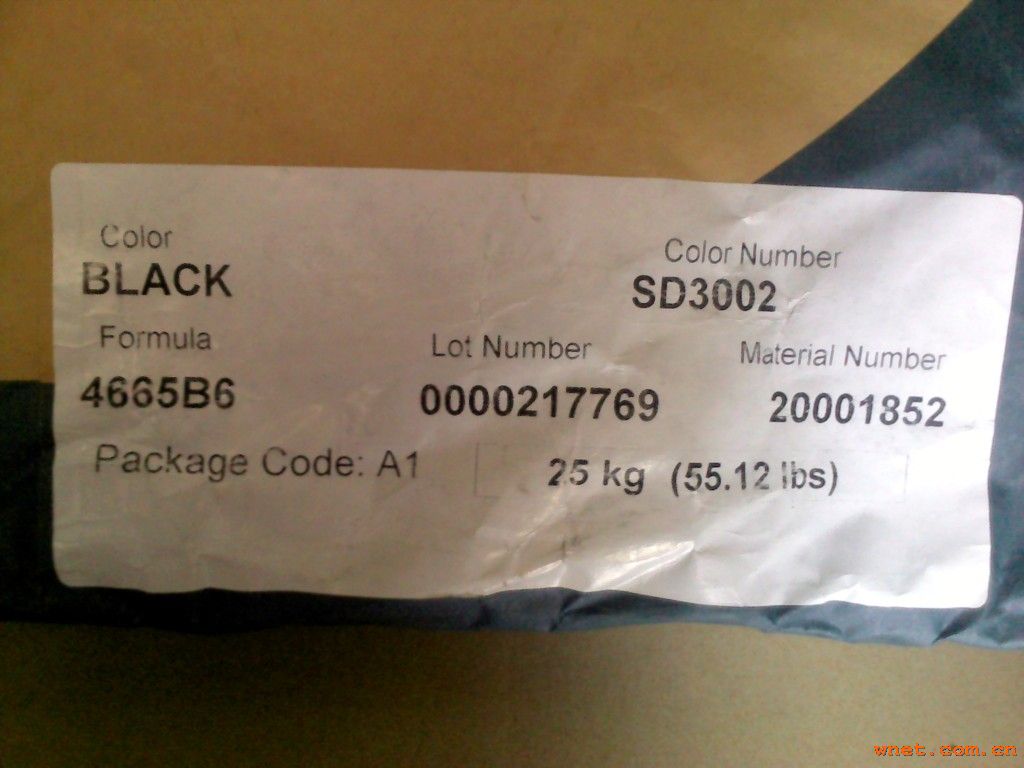 Color
Color Number
BLACK
SD3002
Formula
Lot Number
Material Number
4665B6
0000217769
20001852
Package Code: A1
25 kg (55.12 lbs)
wnet.com.cn